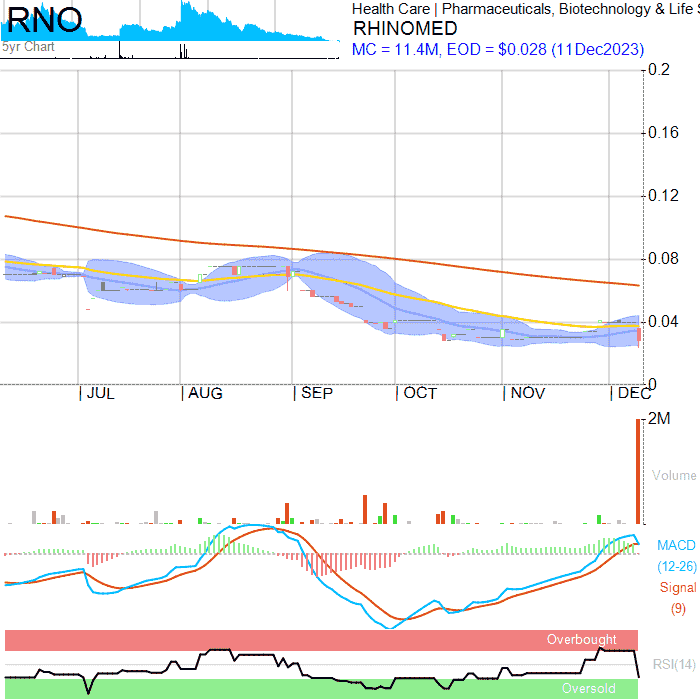 RNO
Health Care | Pharmaceuticals, Biotechnology & Life S
RHINOMED
MC = 11.4M, EOD = $0.028 (11Dec2023)
5yr Chart
0.2
0.16
0.12
0.08
0.04
0
JUL AUG SEP OCT NOV DEC
2M
Volume
MACD
(12-26)
Signal
(9)
Overbought
RSI(14)
Oversold